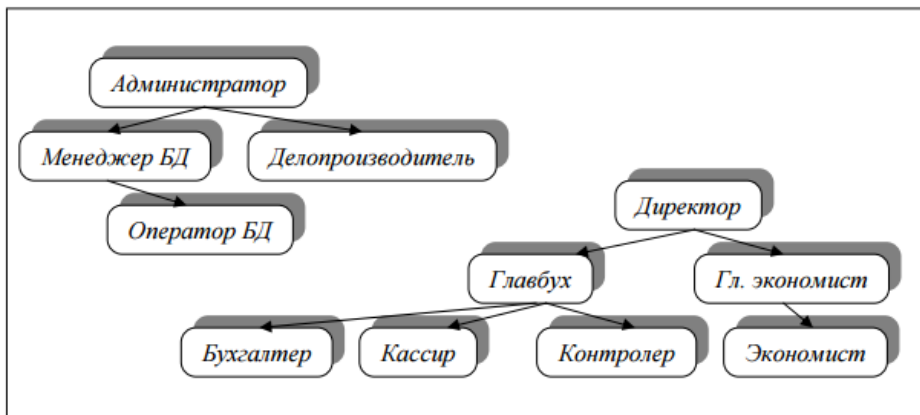 Администратор
Менеджер БД
Делопроизводитель
Оператор БД
Директор
Главбух
Гл. экономист
Бухгалтер
Кассир
Контролер
Экономист